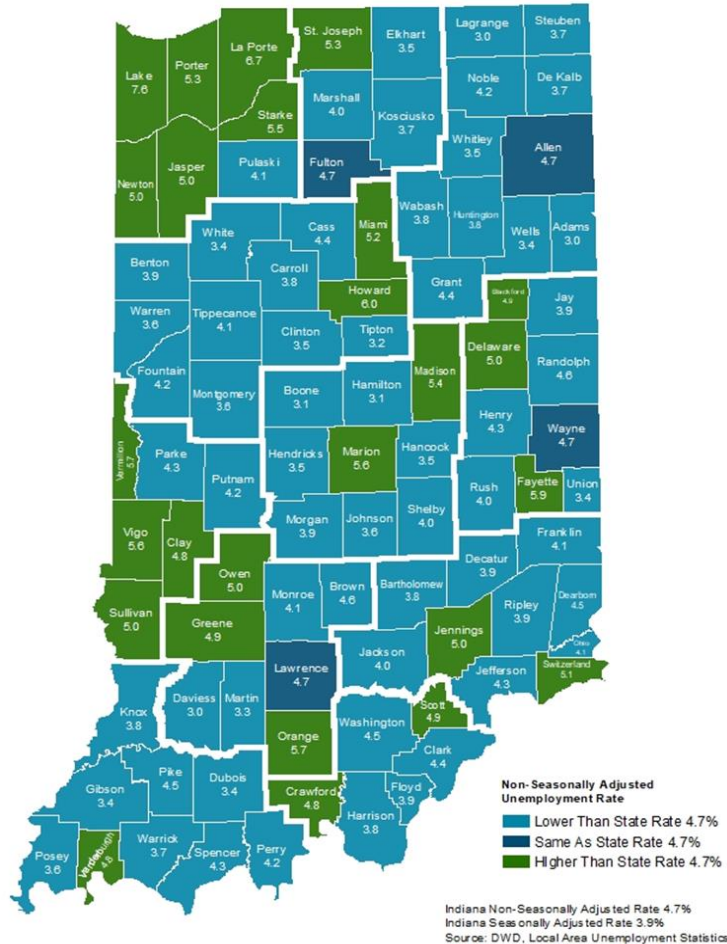 St. Joseph
5.3
Elkhart
3.5
Lagrange
3.0
Steuben
3.7
La Porte
6.7
Lake
7.6
Porter
5.3
Noble
4.2
De Kalb
3.7
Marshall
4.0
Kosciusko
3.7
Starke
5.5
Whitley
3.5
Allen
4.7
Newton
5.0
Jasper
5.0
Pulaski
4.1
Fulton
4.7
Wabash
3.8
Huntington
3.8
Wells
3.4
Adams
3.0
White
3.4
Cass
4.4
Miami
5.2
Benton
3.9
Carroll
3.8
Howard
6.0
Grant
4.4
Blackford
4.9
Jay
3.9
Warren
3.6
Tippecanoe
4.1
Clinton
3.5
Tipton
3.2
Delaware
5.0
Randolph
4.6
Fountain
4.2
Montgomery
3.6
Boone
3.1
Hamilton
3.1
Madison
5.4
Henry
4.3
Wayne
4.7
Vermilion
5.7
Parke
4.3
Putnam
4.2
Hendricks
3.5
Marion
5.6
Hancock
3.5
Rush
4.0
Fayette
5.9
Union
3.4
Vigo
5.6
Clay
4.8
Morgan
3.9
Johnson
3.6
Shelby
4.0
Franklin
4.1
Owen
5.0
Monroe
4.1
Brown
4.6
Bartholomew
3.8
Decatur
3.9
Ripley
3.9
Dearborn
4.5
Sullivan
5.0
Greene
4.9
Jennings
5.0
Ohio
4.1
Switzerland
5.1
Lawrence
4.7
Jackson
4.0
Jefferson
4.3
Knox
3.8
Daviess
3.0
Martin
3.3
Orange
5.7
Washington
4.5
Scott
4.9
Clark
4.4
Gibson
3.4
Pike
4.5
Dubois
3.4
Crawford
4.8
Harrison
3.8
Floyd
3.9
Posey
3.6
Vanderburgh
4.8
Warrick
3.7
Spencer
4.3
Perry
4.2
Non-Seasonally Adjusted
Unemployment Rate
Lower Than State Rate 4.7%
Same As State Rate 4.7%
Higher Than State Rate 4.7%
Indiana Non-Seasonally Adjusted Rate 4.7%
Indiana Seasonally Adjusted Rate 3.9%
Source: DWD, Local Area Unemployment Statistics